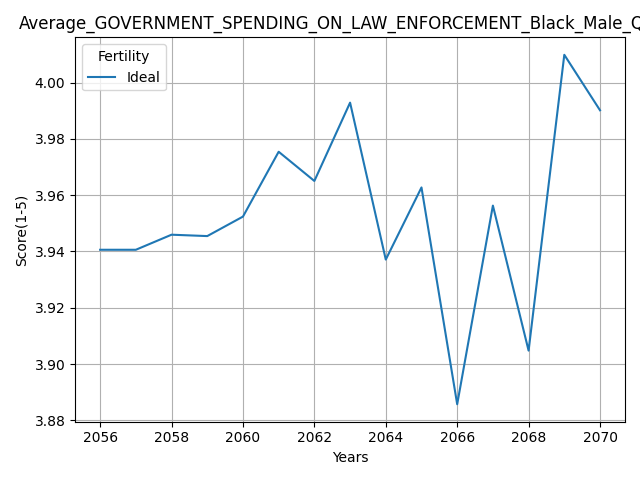 Average_GOVERNMENT_SPENDING_ON_LAW_ENFORCEMENT_Black_Male_Q
Fertility
Ideal
4.00
3.98
3.96
3.94
3.92
3.90
3.88
Score(1-5)
2056 2058 2060 2062 2064 2066 2068 2070
Years